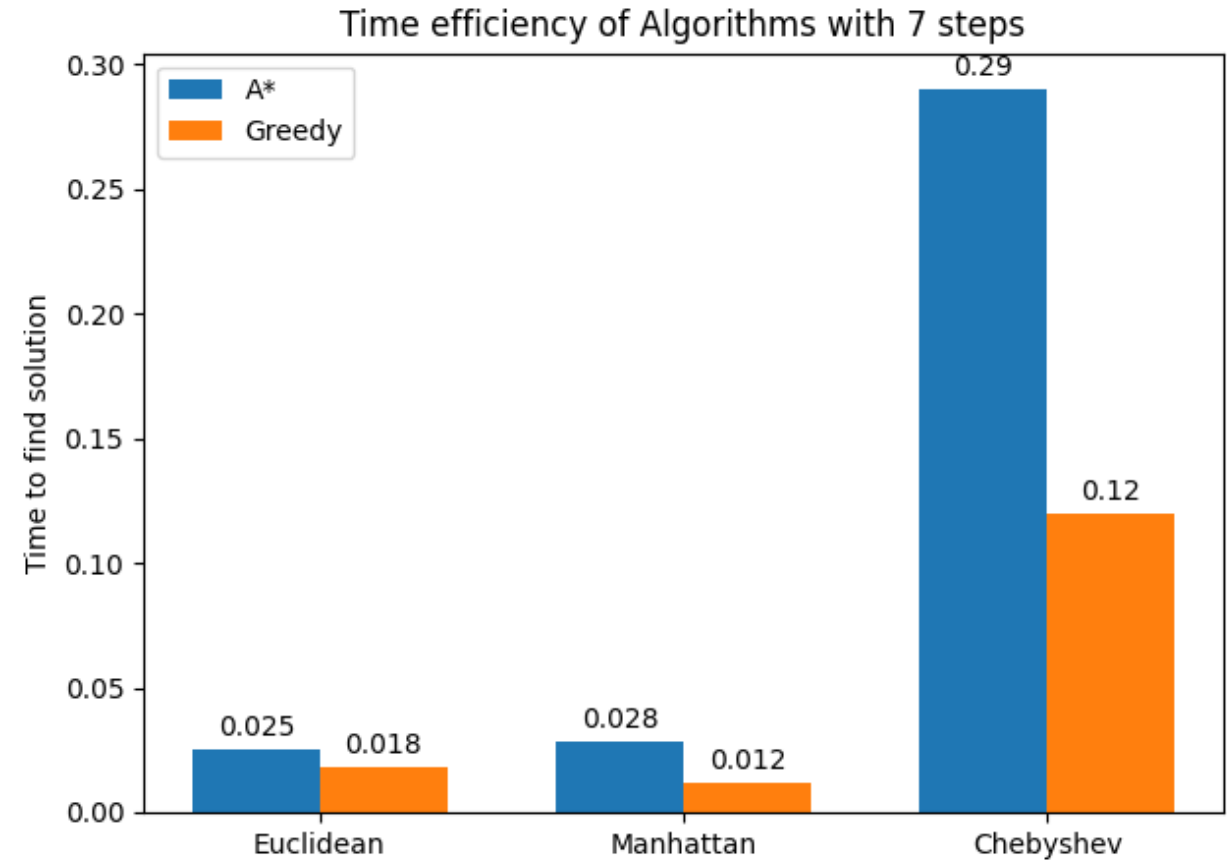 Time efficiency of Algorithms with 7 steps
A*
Greedy
Time to find solution
0.30
0.25
0.20
0.15
0.10
0.05
0.00
0.025
0.018
0.028
0.012
0.29
0.12
Euclidean
Manhattan
Chebyshev